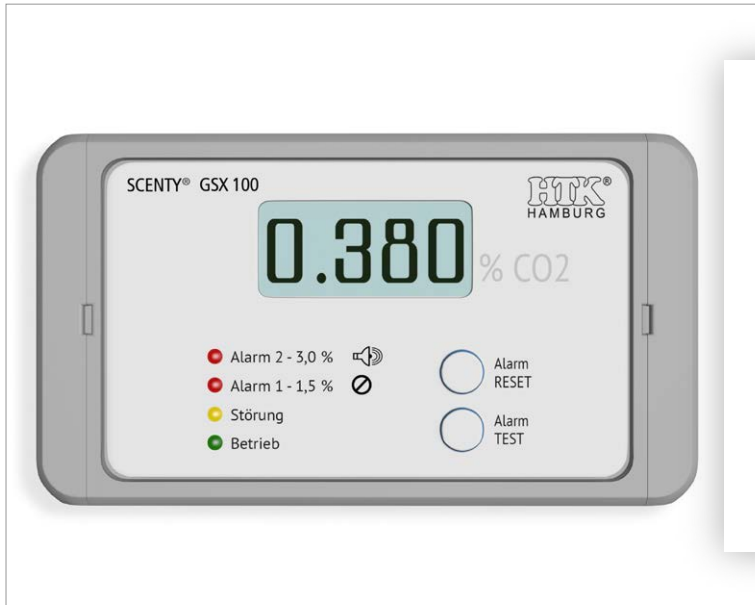 SCENTY® GSX 100
HTK®
HAMBURG
0.380 % CO2
Alarm 2 - 3,0 %
Alarm 1 - 1,5 %
Störung
Betrieb
Alarm
RESET
Alarm
TEST